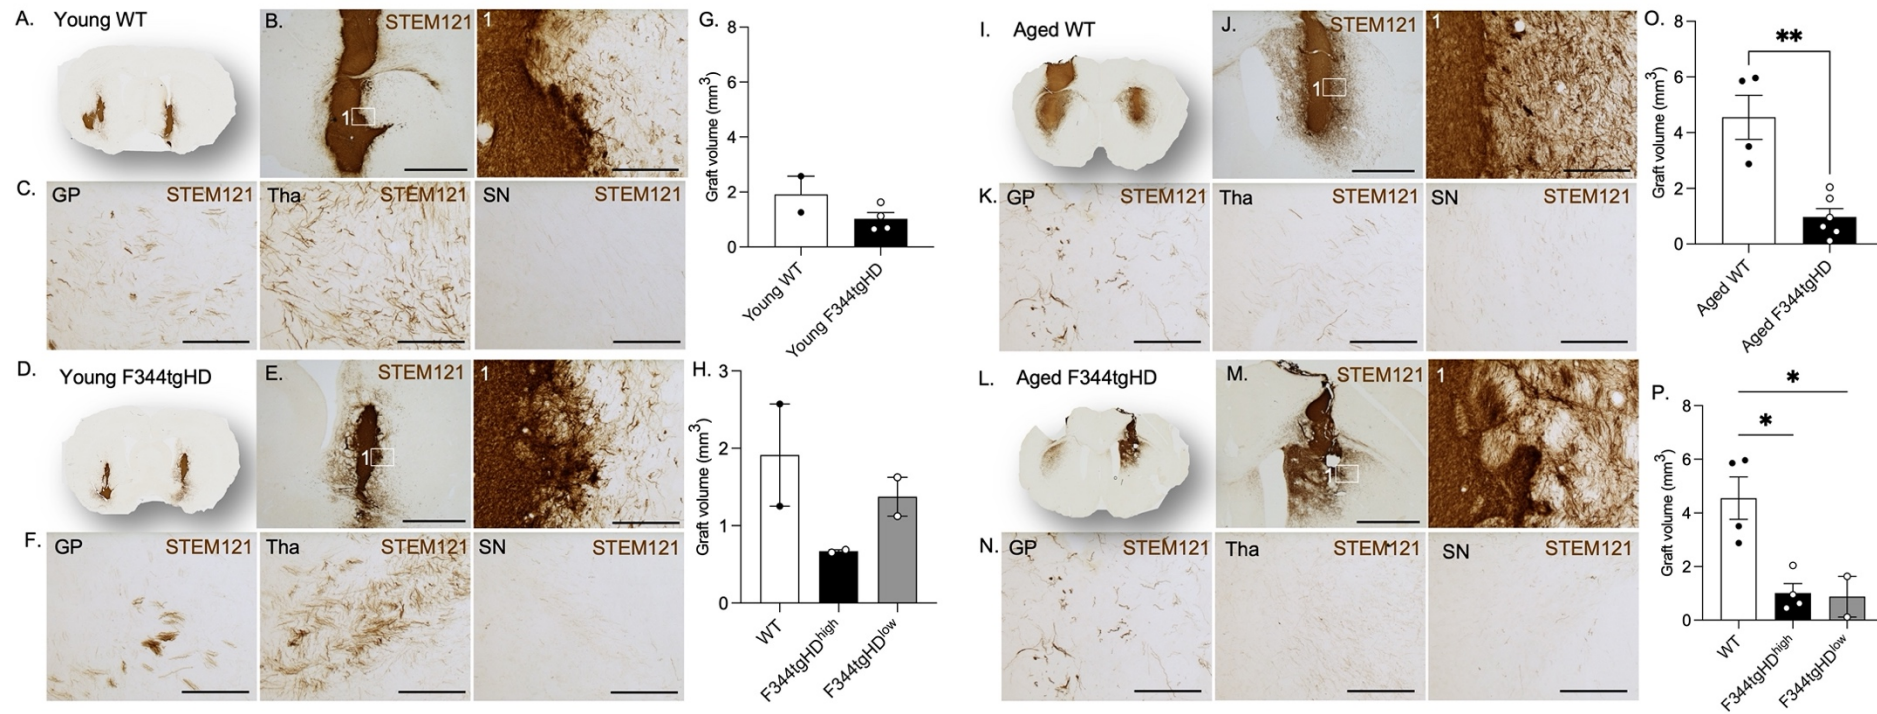 A. Young WT
B. STEM121
1
1
C. GP STEM121
Tha STEM121
SN STEM121
G.
8
6
4
2
0
Graft volume (mm3)
Young WT
Young F344tgHD
D. Young F344tgHD
E. STEM121
1
1
F. GP STEM121
Tha STEM121
SN STEM121
H.
3
2
1
0
Graft volume (mm3)
WT
F344tgHDhigh
F344tgHDlow
I. Aged WT
J. STEM121
1
1
K. GP STEM121
Tha STEM121
SN STEM121
O.
8
6
4
2
0
Graft volume (mm3)
**
Aged WT
Aged F344tgHD
L. Aged F344tgHD
M. STEM121
1
1
N. GP STEM121
Tha STEM121
SN STEM121
P.
8
6
4
2
0
Graft volume (mm3)
*
*
WT
F344tgHDhigh
F344tgHDlow